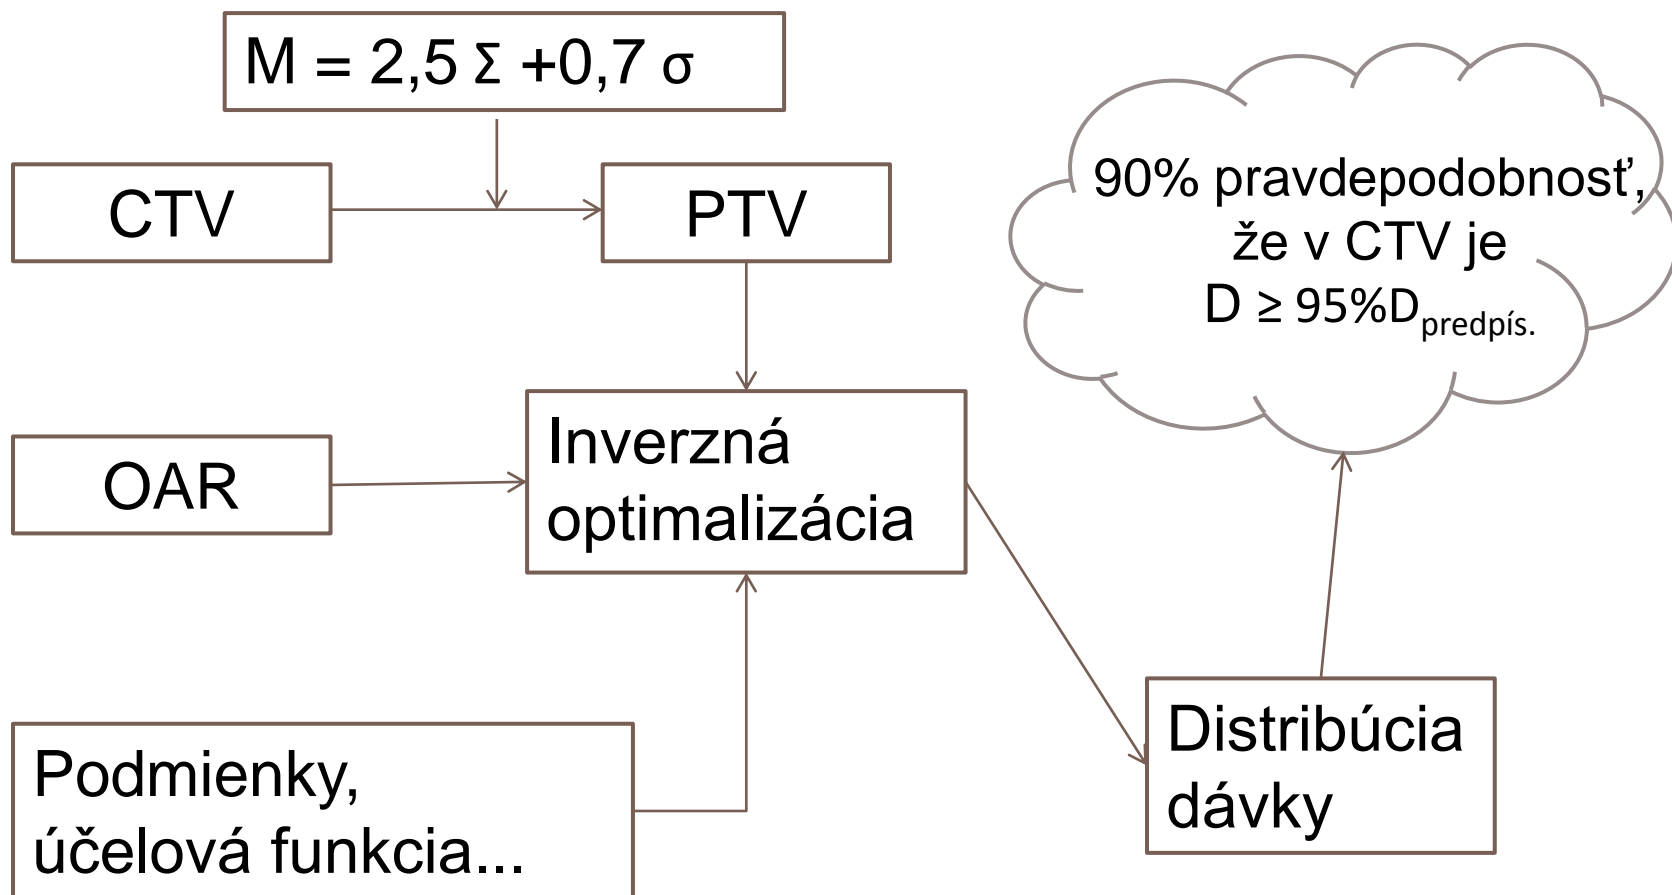 M = 2,5 Σ +0,7 σ
CTV
PTV
90% pravdepodobnosť,
že v CTV je
D ≥ 95%D predpís.
OAR
Inverzná
optimalizácia
Podmienky,
účelová funkcia...
Distribúcia
dávky